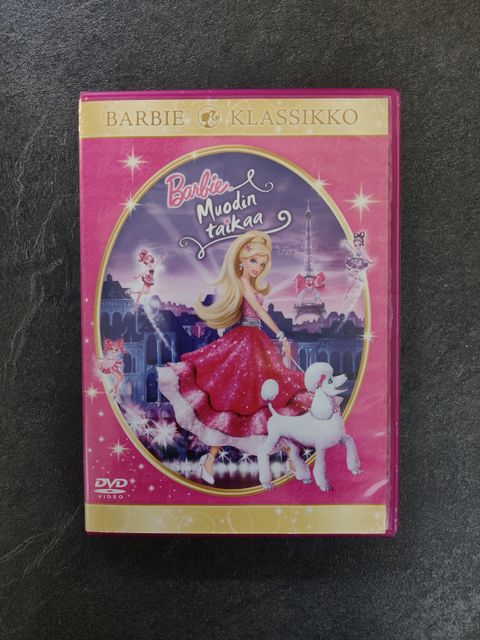 BARBIE KLASSIKKO
Barbie
Muodin
taikaa
DVD
VIDEO